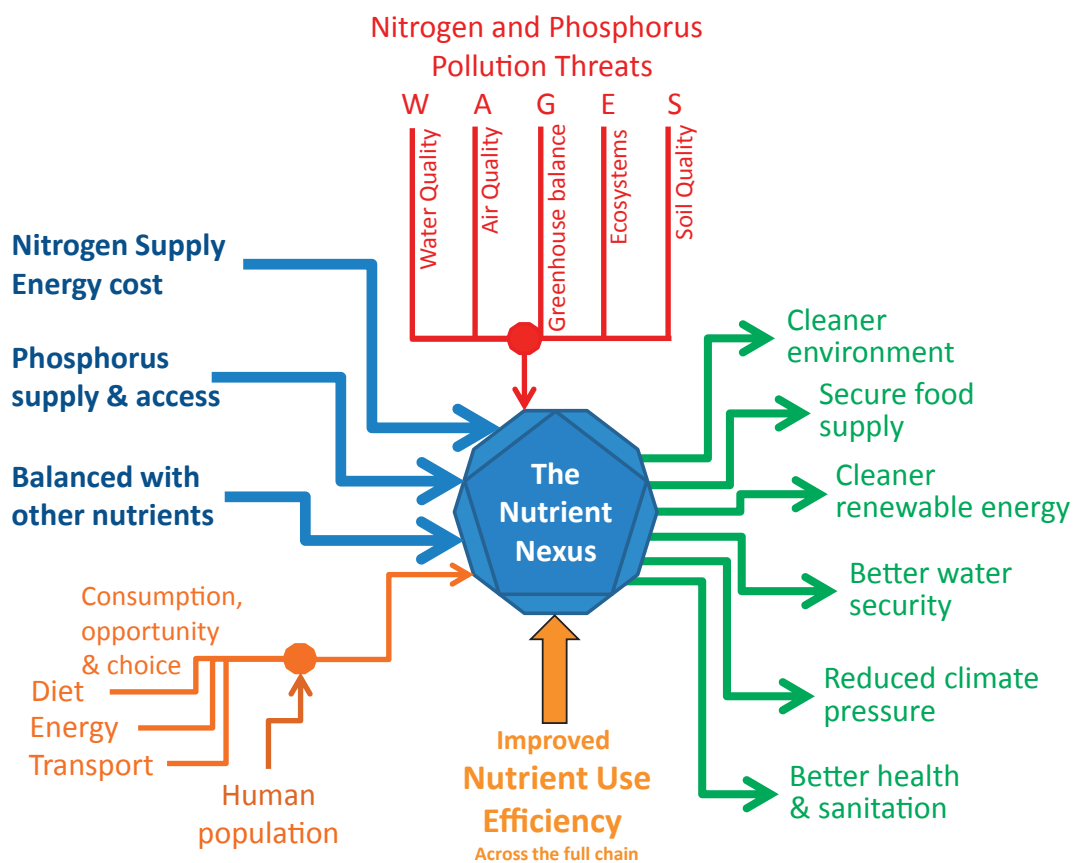 Nitrogen and Phosphorus
Pollution Threats
W A G E S
Water Quality
Air Quality
Greenhouse balance
Ecosystems
Soil Quality
Nitrogen Supply
Energy cost
Phosphorus
supply & access
Balanced with
other nutrients
The
Nutrient
Nexus
Consumption,
opportunity
& choice
Diet
Energy
Transport
Human
population
Improved
Nutrient Use
Efficiency
Across the full chain
Cleaner
environment
Secure food
supply
Cleaner
renewable energy
Better water
security
Reduced climate
pressure
Better health
& sanitation